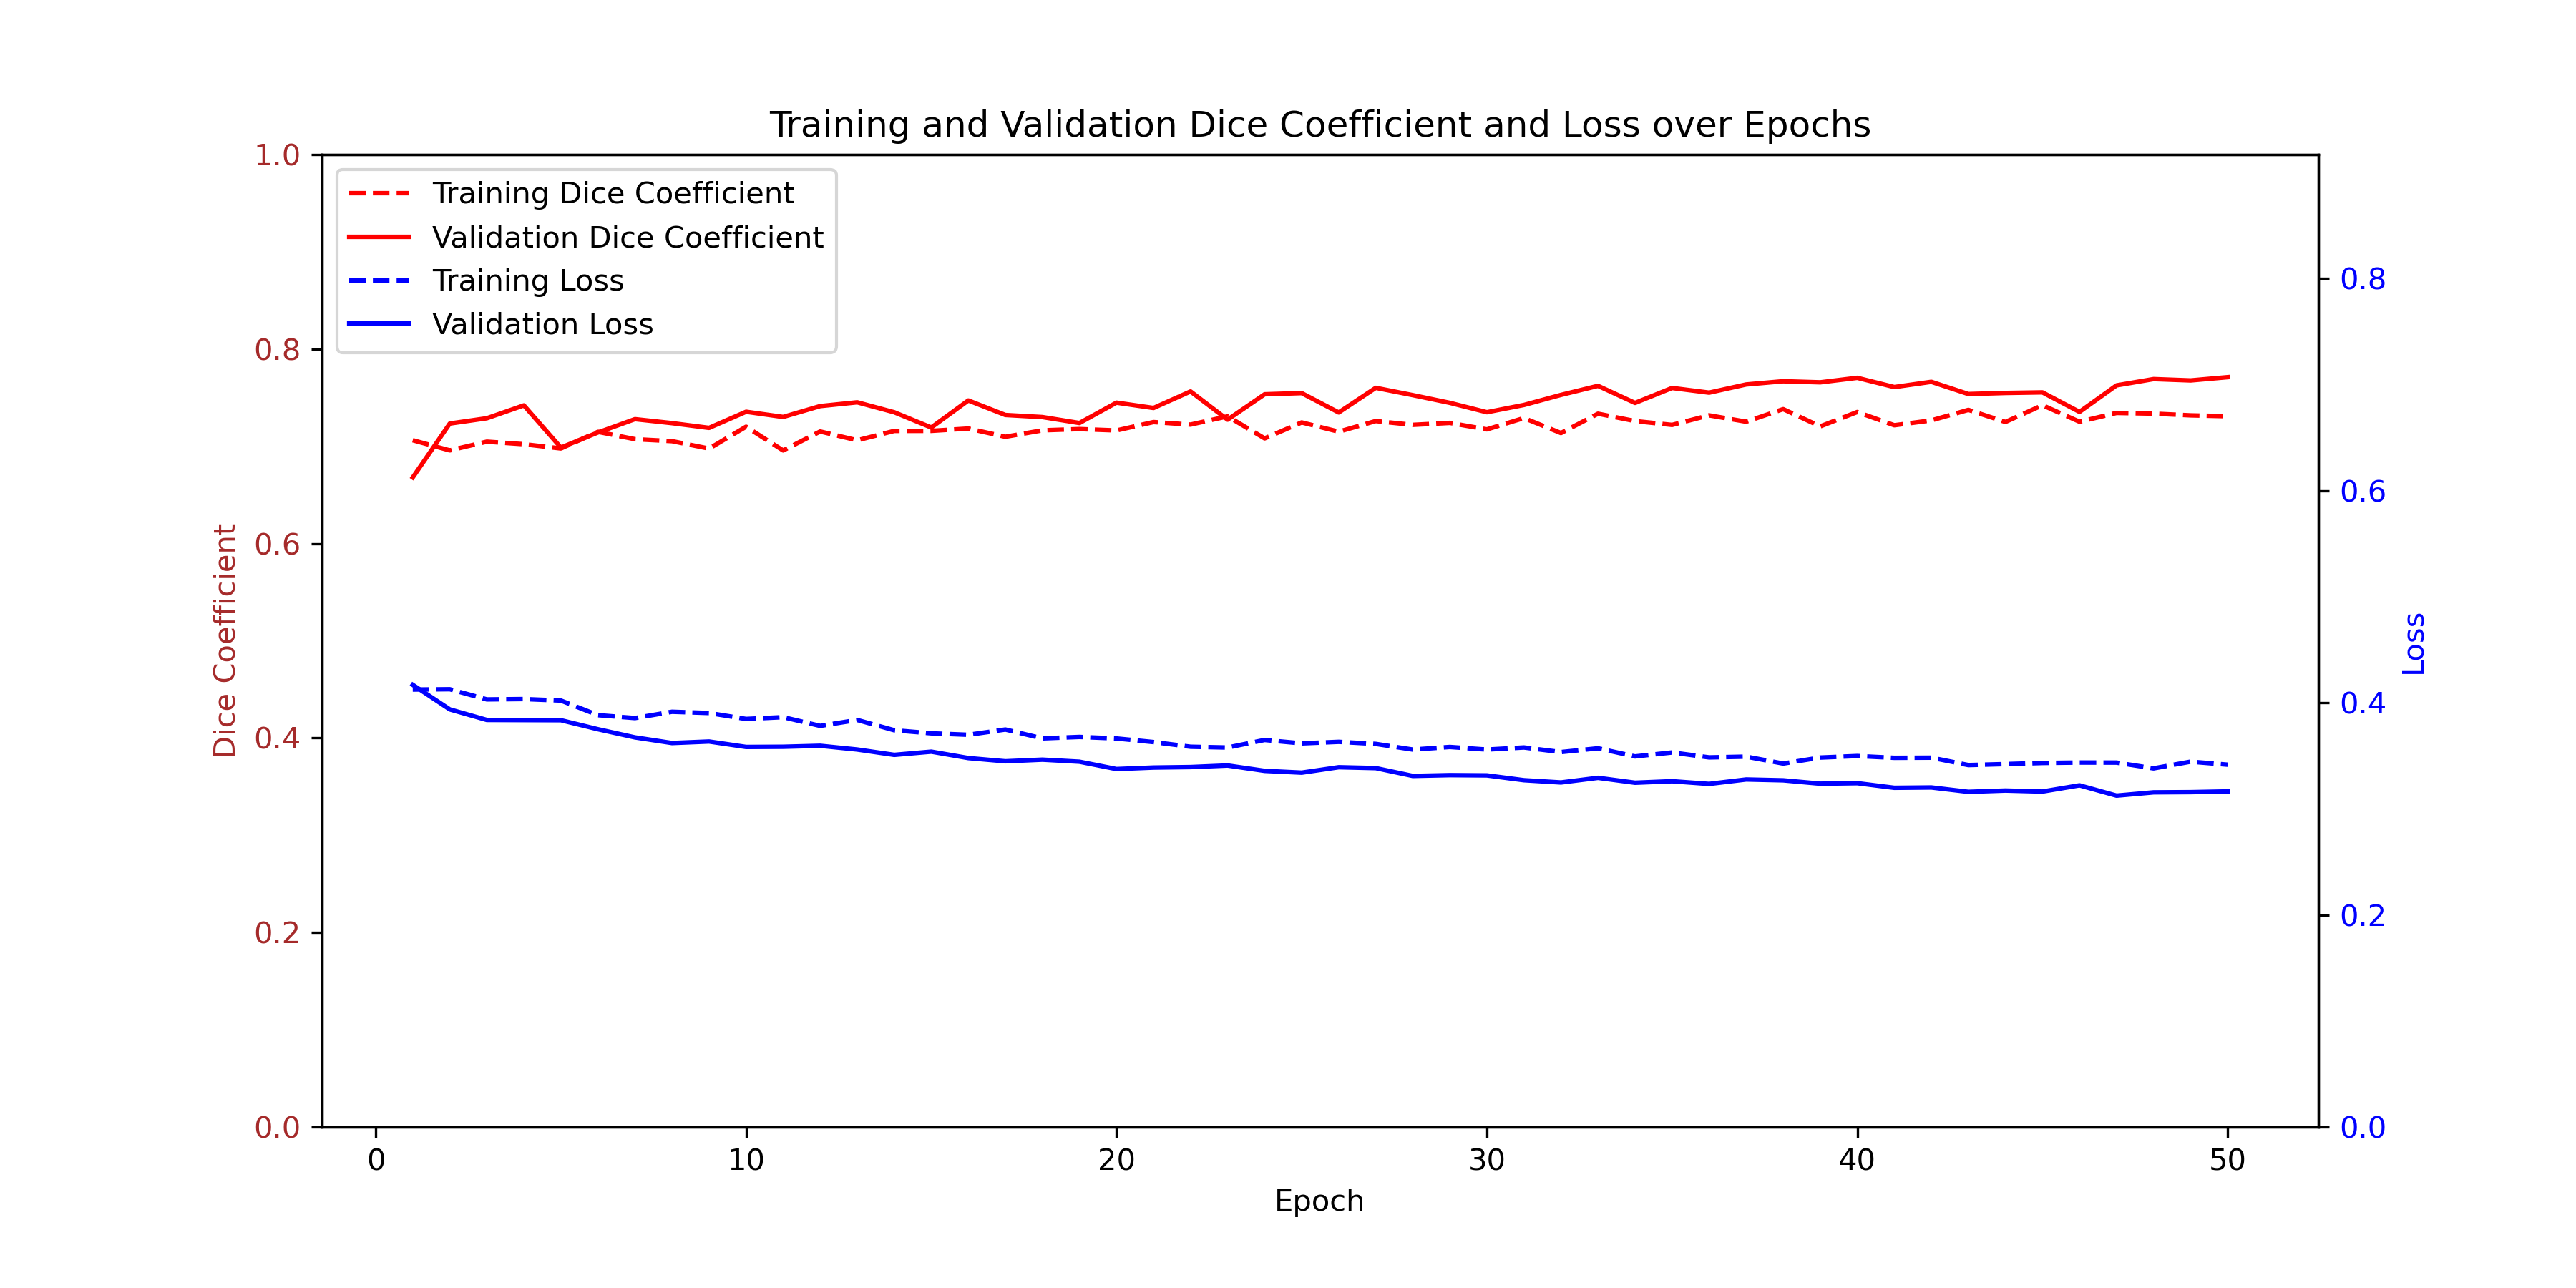 Training and Validation Dice Coefficient and Loss over Epochs
Training Dice Coefficient
Validation Dice Coefficient
Training Loss
Validation Loss
Dice Coefficient
1.0
0.8
0.6
0.4
0.2
0.0
0.8
0.6
0.4
0.2
0.0
Loss
0 10 20 30 40 50
Epoch